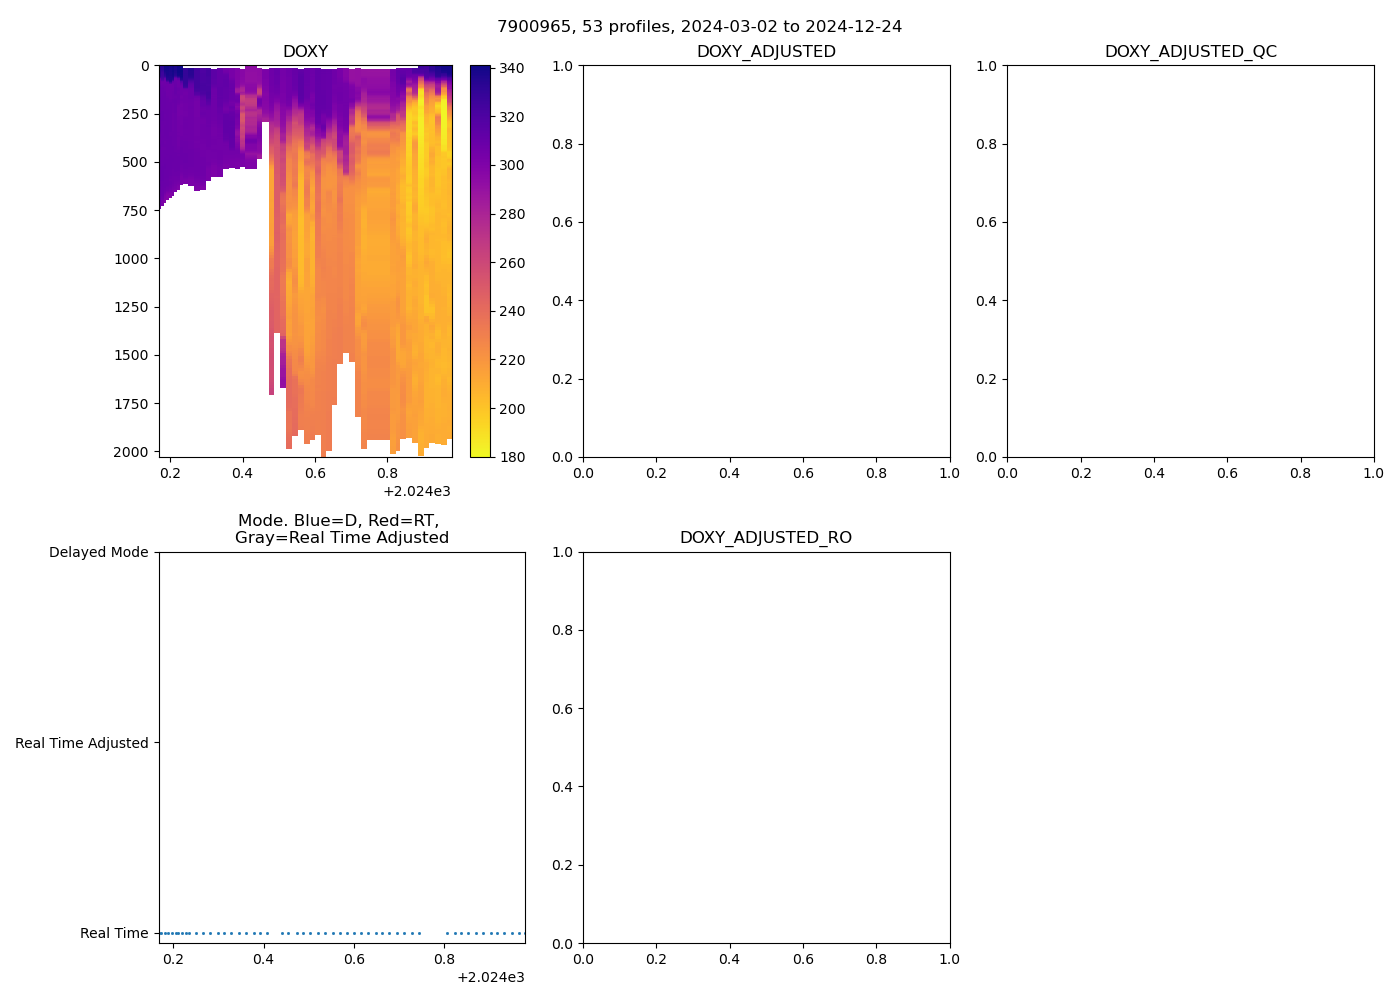 7900965, 53 profiles, 2024-03-02 to 2024-12-24
DOXY
0
250
500
750
1000
1250
1500
1750
2000
0.2 0.4 0.6 0.8
+2.024e3
340
320
300
280
260
240
220
200
180
DOXY_ADJUSTED
1.0
0.8
0.6
0.4
0.2
0.0
0.0 0.2 0.4 0.6 0.8 1.0
DOXY_ADJUSTED_QC
1.0
0.8
0.6
0.4
0.2
0.0
0.0 0.2 0.4 0.6 0.8 1.0
Mode. Blue=D, Red=RT,
Gray=Real Time Adjusted
Delayed Mode
Real Time Adjusted
Real Time
0.2 0.4 0.6 0.8
+2.024e3
DOXY_ADJUSTED_RO
1.0
0.8
0.6
0.4
0.2
0.0
0.0 0.2 0.4 0.6 0.8 1.0